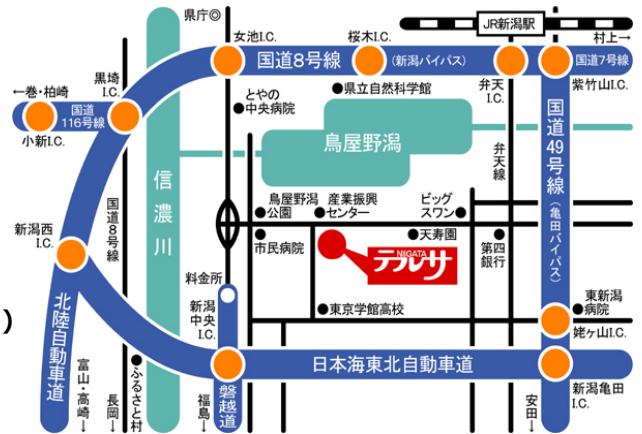 県庁◎
女池I.C.
桜木I.C.
JR新潟駅
村上→
国道8号線
(新潟バイパス)
国道7号線
←巻・柏崎
黒埼
I.C.
国道
116号線
小新I.C.
とやの
中央病院
●県立自然科学館
弁天
I.C.
紫竹山I.C.
鳥屋野潟
弁天線
国道49号線
(亀田バイパス)
信濃川
国道8号線
新潟西
I.C.
鳥屋野潟
公園
産業振興
センター
ビッグ
スワン
市民病院
天寿園
第四
銀行
NIGATA
テルサ
料金所
新潟
中央
I.C.
●東京学館高校
東新潟
病院
姥ヶ山I.C.
)
北陸自動車道
日本海東北自動車道
新潟亀田
I.C.
富山・高崎→
長岡→
ふるさと村
福島→
磐越道
安田→